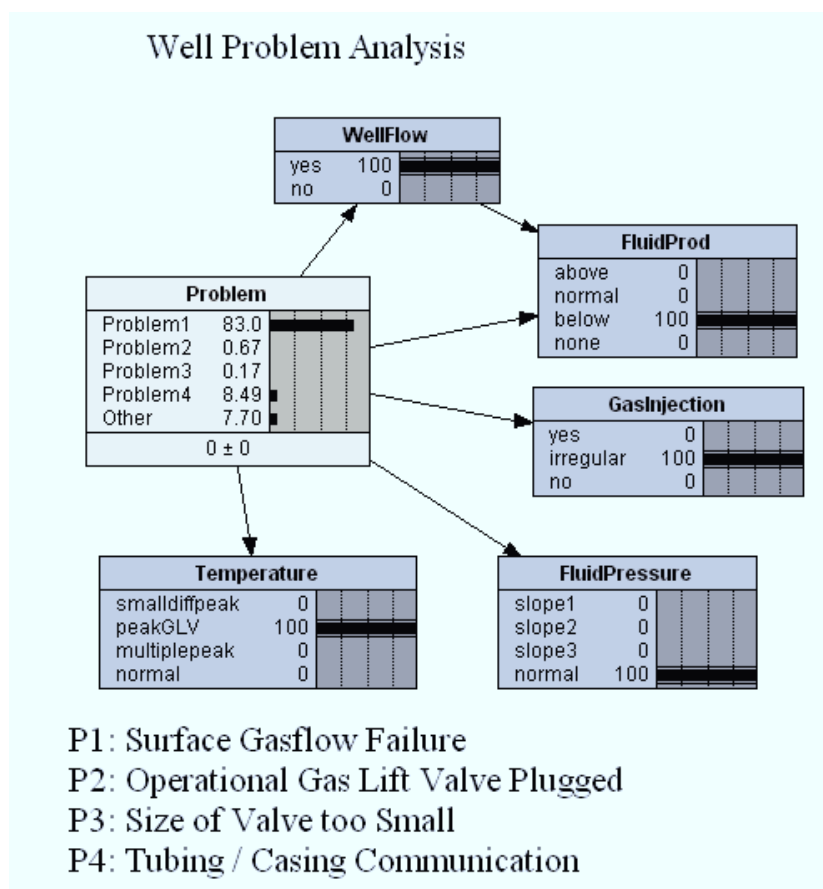 Well Problem Analysis
WellFlow
yes 100
no 0
FluidProd
above 0
normal 0
below 100
none 0
Problem
Problem1 83.0
Problem2 0.67
Problem3 0.17
Problem4 8.49
Other 7.70
0 ± 0
GasInjection
yes 0
irregular 100
no 0
Temperature
smalldiffpeak 0
peakGLV 100
multiplepeak 0
normal 0
FluidPressure
slope1 0
slope2 0
slope3 0
normal 100
P1: Surface Gasflow Failure
P2: Operational Gas Lift Valve Plugged
P3: Size of Valve too Small
P4: Tubing / Casing Communication